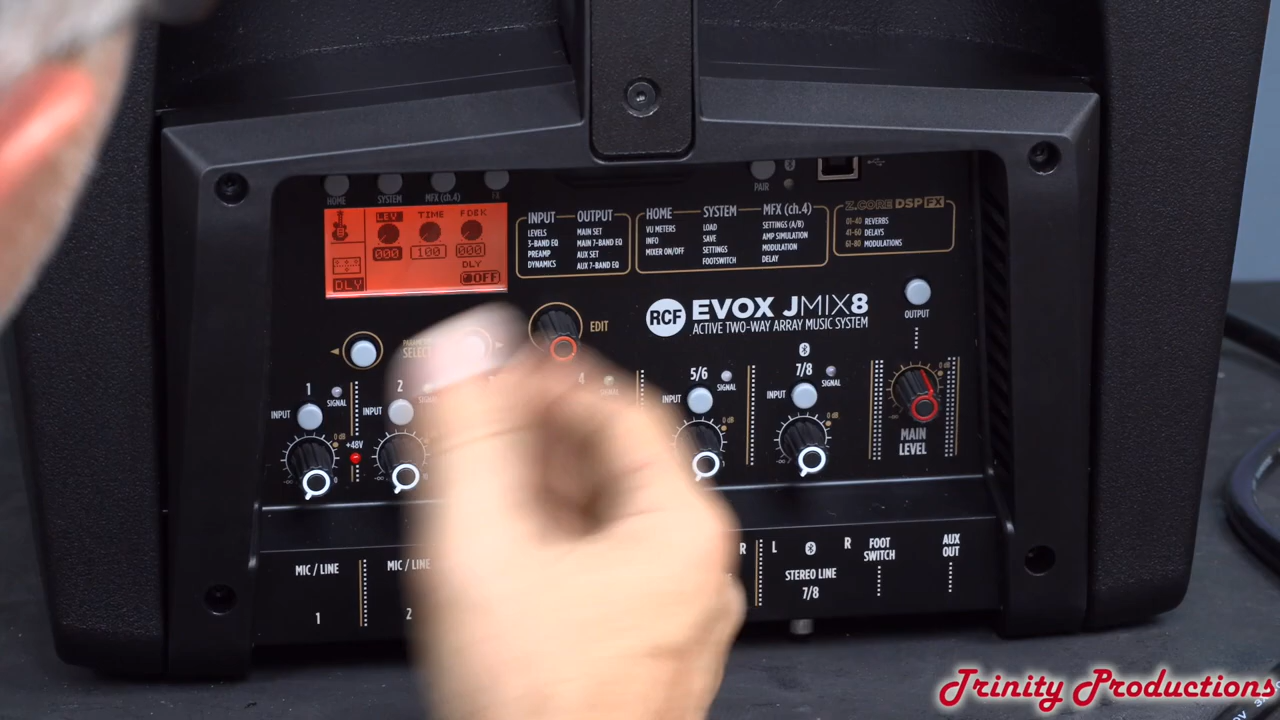 HOME SYSTEM MFX (ch.4) FX
PAIR
LEV TIME FDBK
000 100 000
DLY
DLY OFF
INPUT OUTPUT
LEVELS MAIN SET
3-BAND EQ MAIN 7-BAND EQ
PREAMP AUX SET
DYNAMICS AUX 7-BAND EQ
HOME SYSTEM MFX (ch.4)
VU METERS LOAD SETTINGS (A/B)
INFO SAVE AMP SIMULATION
MIXER ON/OFF SETTINGS MODULATION
FOOTSWITCH DELAY
Z.CORE DSP FX
01-40 REVERBS
41-60 DELAYS
61-80 MODULATIONS
RCF EVOX JMIX8
ACTIVE TWO-WAY ARRAY MUSIC SYSTEM
EDIT
OUTPUT
SELECT
1 2 4 5/6 7/8
SIGNAL SIGNAL SIGNAL
INPUT INPUT INPUT INPUT
0 dB
+48V
MAIN
LEVEL
MIC / LINE MIC / LINE
1 2
R L R
STEREO LINE
7/8
FOOT
SWITCH
AUX
OUT
Trinity Productions